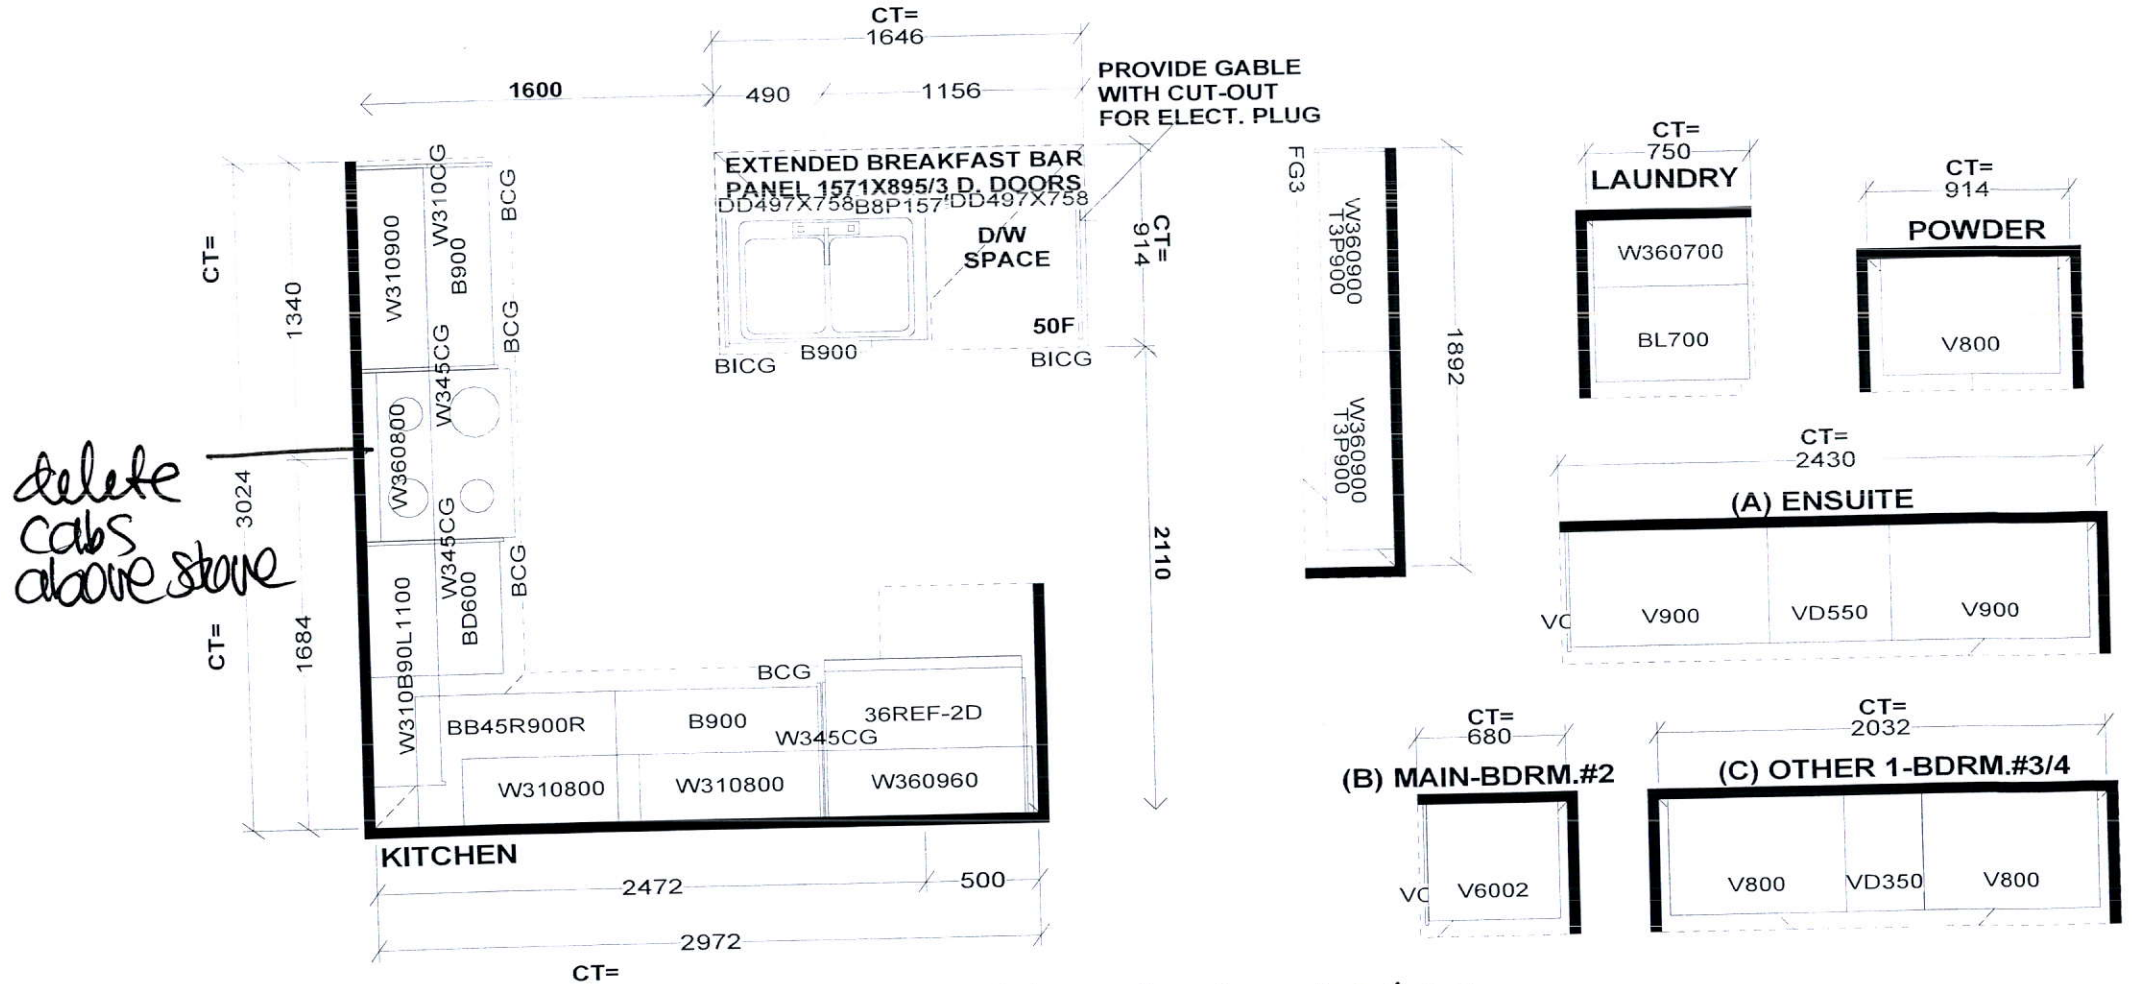 CT=
1646
1600
490
1156
PROVIDE GABLE
WITH CUT-OUT
FOR ELECT. PLUG
EXTENDED BREAKFAST BAR
PANEL 1571X895/3 D. DOORS
DD497X758
B8P157
DD497X758
D/W
SPACE
50F
BICG
B900
BICG
CT=
914
2110
CT=
1340
3024
CT=
1684
W310900
W310CG
B900
BCG
BCG
W345CG
W360800
W345CG
BD600
BCG
W310B90L1100
delete
cabs
above stove
BCG
BB45R900R
B900
36REF-2D
W345CG
W310800
W310800
W360960
KITCHEN
2472
500
2972
CT=
FG3
W360900
T3P900
W360900
T3P900
1892
CT=
750
LAUNDRY
W360700
BL700
CT=
914
POWDER
V800
CT=
2430
(A) ENSUITE
VC
V900
VD550
V900
CT=
680
(B) MAIN-BDRM.#2
VC
V6002
CT=
2032
(C) OTHER 1-BDRM.#3/4
V800
VD350
V800